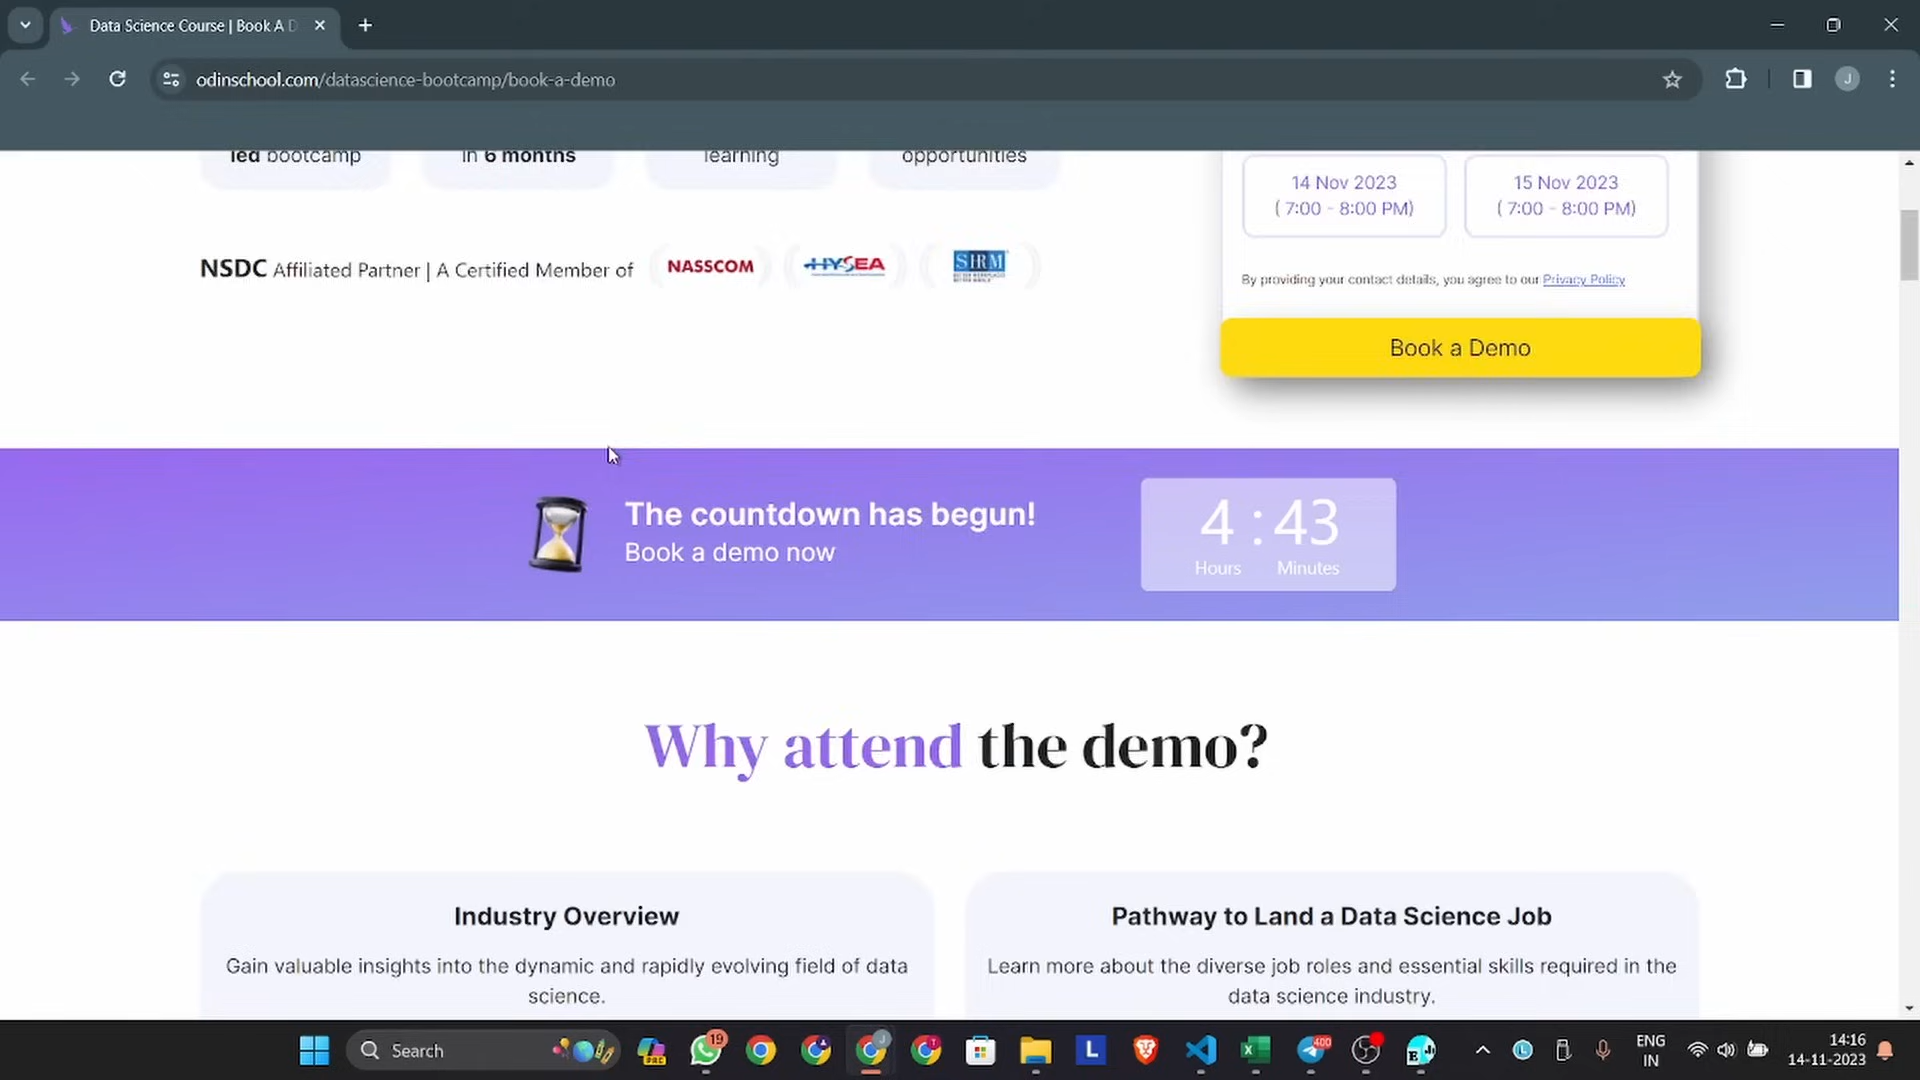 Data Science Course | Book A D
odinschool.com/datascience-bootcamp/book-a-demo
J
led bootcamp
in 6 months
learning
opportunities
14 Nov 2023
( 7:00 - 8:00 PM)
15 Nov 2023
( 7:00 - 8:00 PM)
NSDC Affiliated Partner | A Certified Member of
NASSCOM
HYSEA
SHRM
By providing your contact details, you agree to our Privacy Policy
Book a Demo
The countdown has begun!
Book a demo now
4 : 43
Hours Minutes
Why attend the demo?
Industry Overview
Gain valuable insights into the dynamic and rapidly evolving field of data
science.
Pathway to Land a Data Science Job
Learn more about the diverse job roles and essential skills required in the
data science industry.
Search
PRE
19
J
T
L
400
L
ENG
IN
14:16
14-11-2023